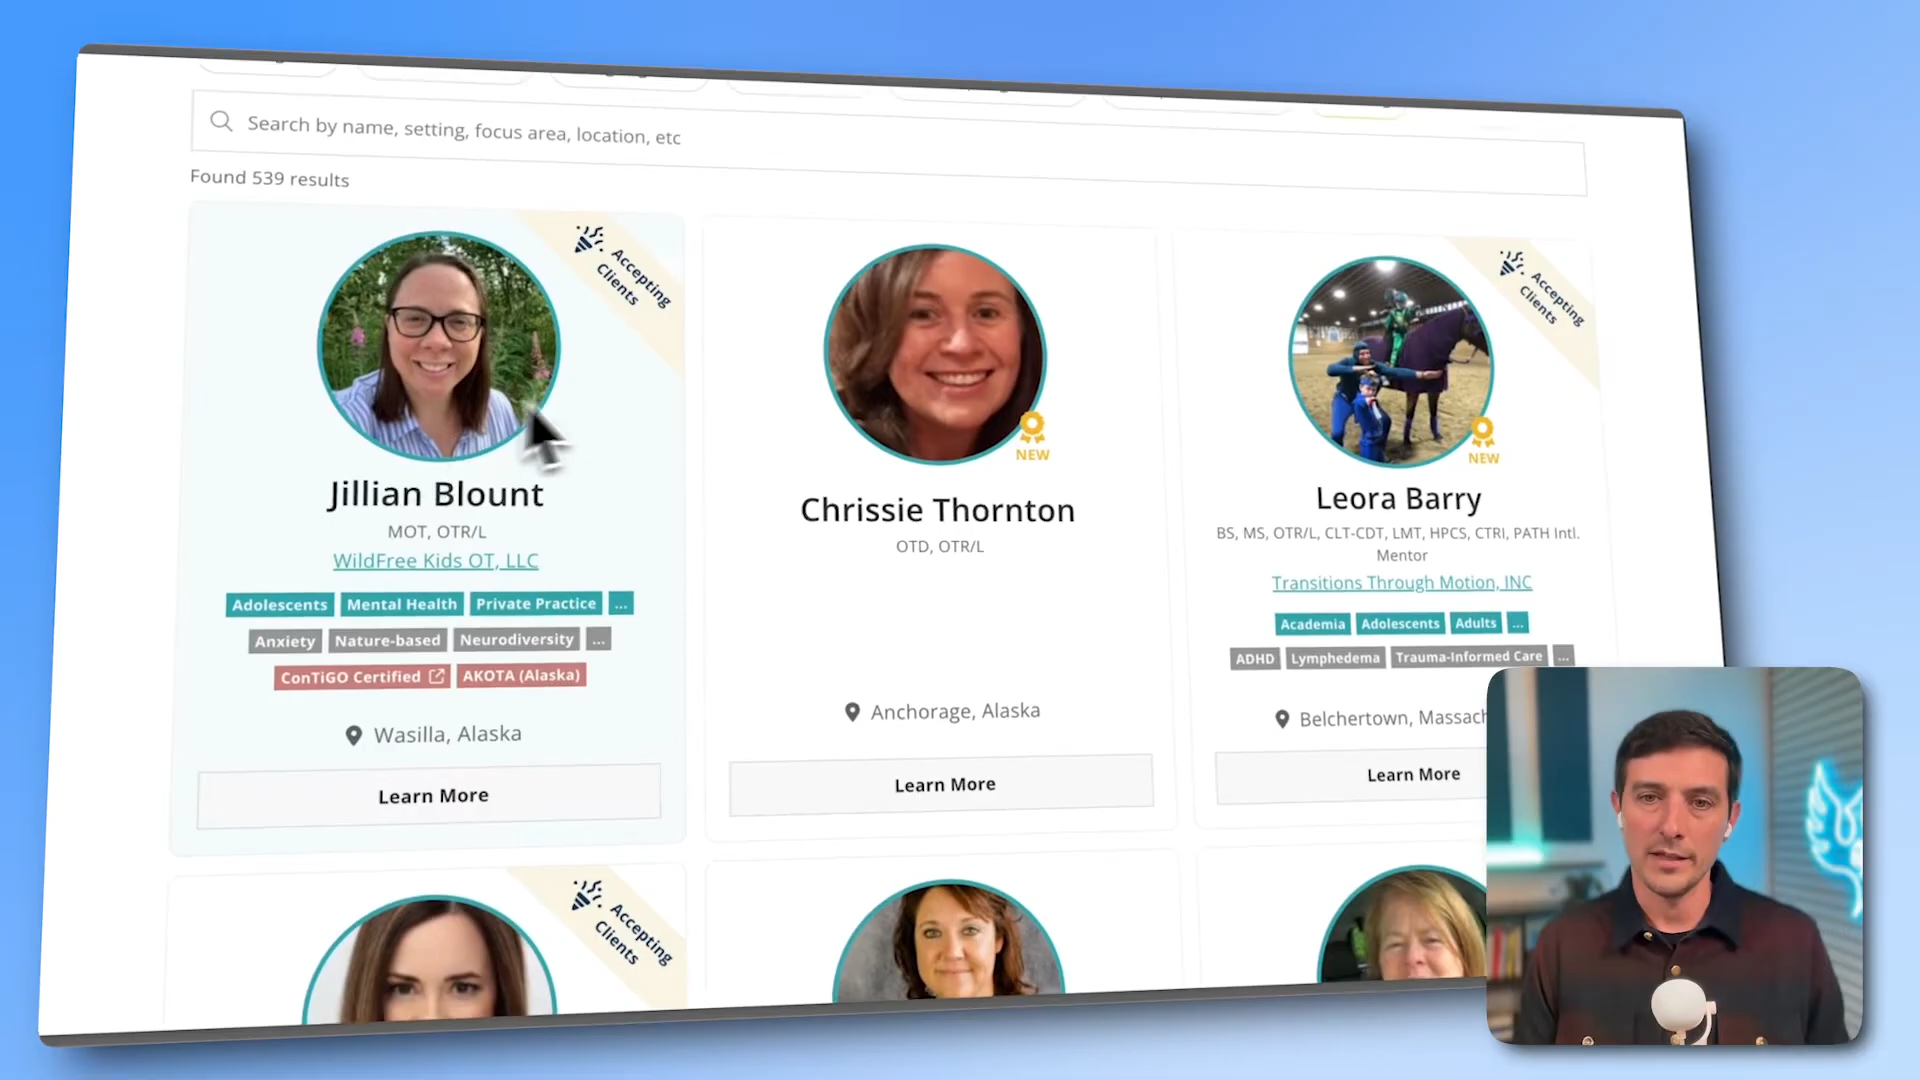 Search by name, setting, focus area, location, etc
Found 539 results
Accepting
Clients
Jillian Blount
MOT, OTR/L
WildFree Kids OT, LLC
Adolescents Mental Health Private Practice ...
Anxiety Nature-based Neurodiversity ...
ConTiGO Certified AKOTA (Alaska)
Wasilla, Alaska
Learn More
NEW
Chrissie Thornton
OTD, OTR/L
Anchorage, Alaska
Learn More
Accepting
Clients
NEW
Leora Barry
BS, MS, OTR/L, CLT-CDT, LMT, HPCS, CTRI, PATH Intl.
Mentor
Transitions Through Motion, INC
Academia Adolescents Adults ...
ADHD Lymphedema Trauma-Informed Care ...
Belchertown,
Learn More
Accepting
Clients